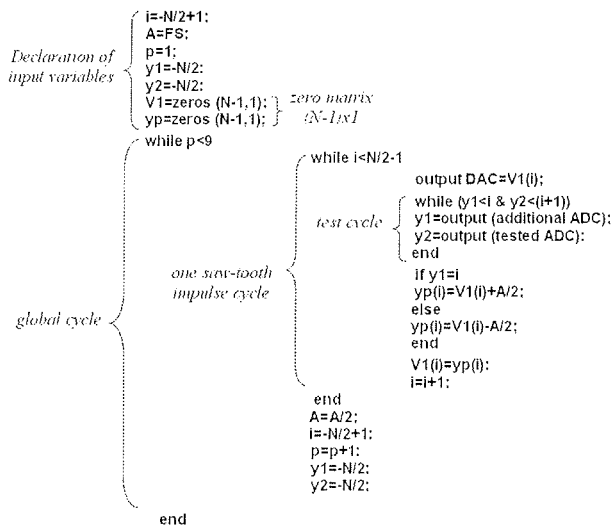 i=-N/2+1;
A=FS;
Declaration of
input variables
p=1;
y1=-N/2;
y2=-N/2;
V1=zeros (N-1,1);
yp=zeros (N-1,1);
zero matrix
(N-1)x1
while p<9
while i<N/2-1
output DAC=V1(i);
test cycle
while (y1<i & y2<(i+1))
y1=output (additional ADC);
y2=output (tested ADC);
end
one saw-tooth
impulse cycle
if y1=i
yp(i)=V1(i)+A/2;
else
yp(i)=V1(i)-A/2;
end
global cycle
V1(i)=yp(i);
i=i+1;
end
A=A/2;
i=-N/2+1;
p=p+1;
y1=-N/2;
y2=-N/2;
end